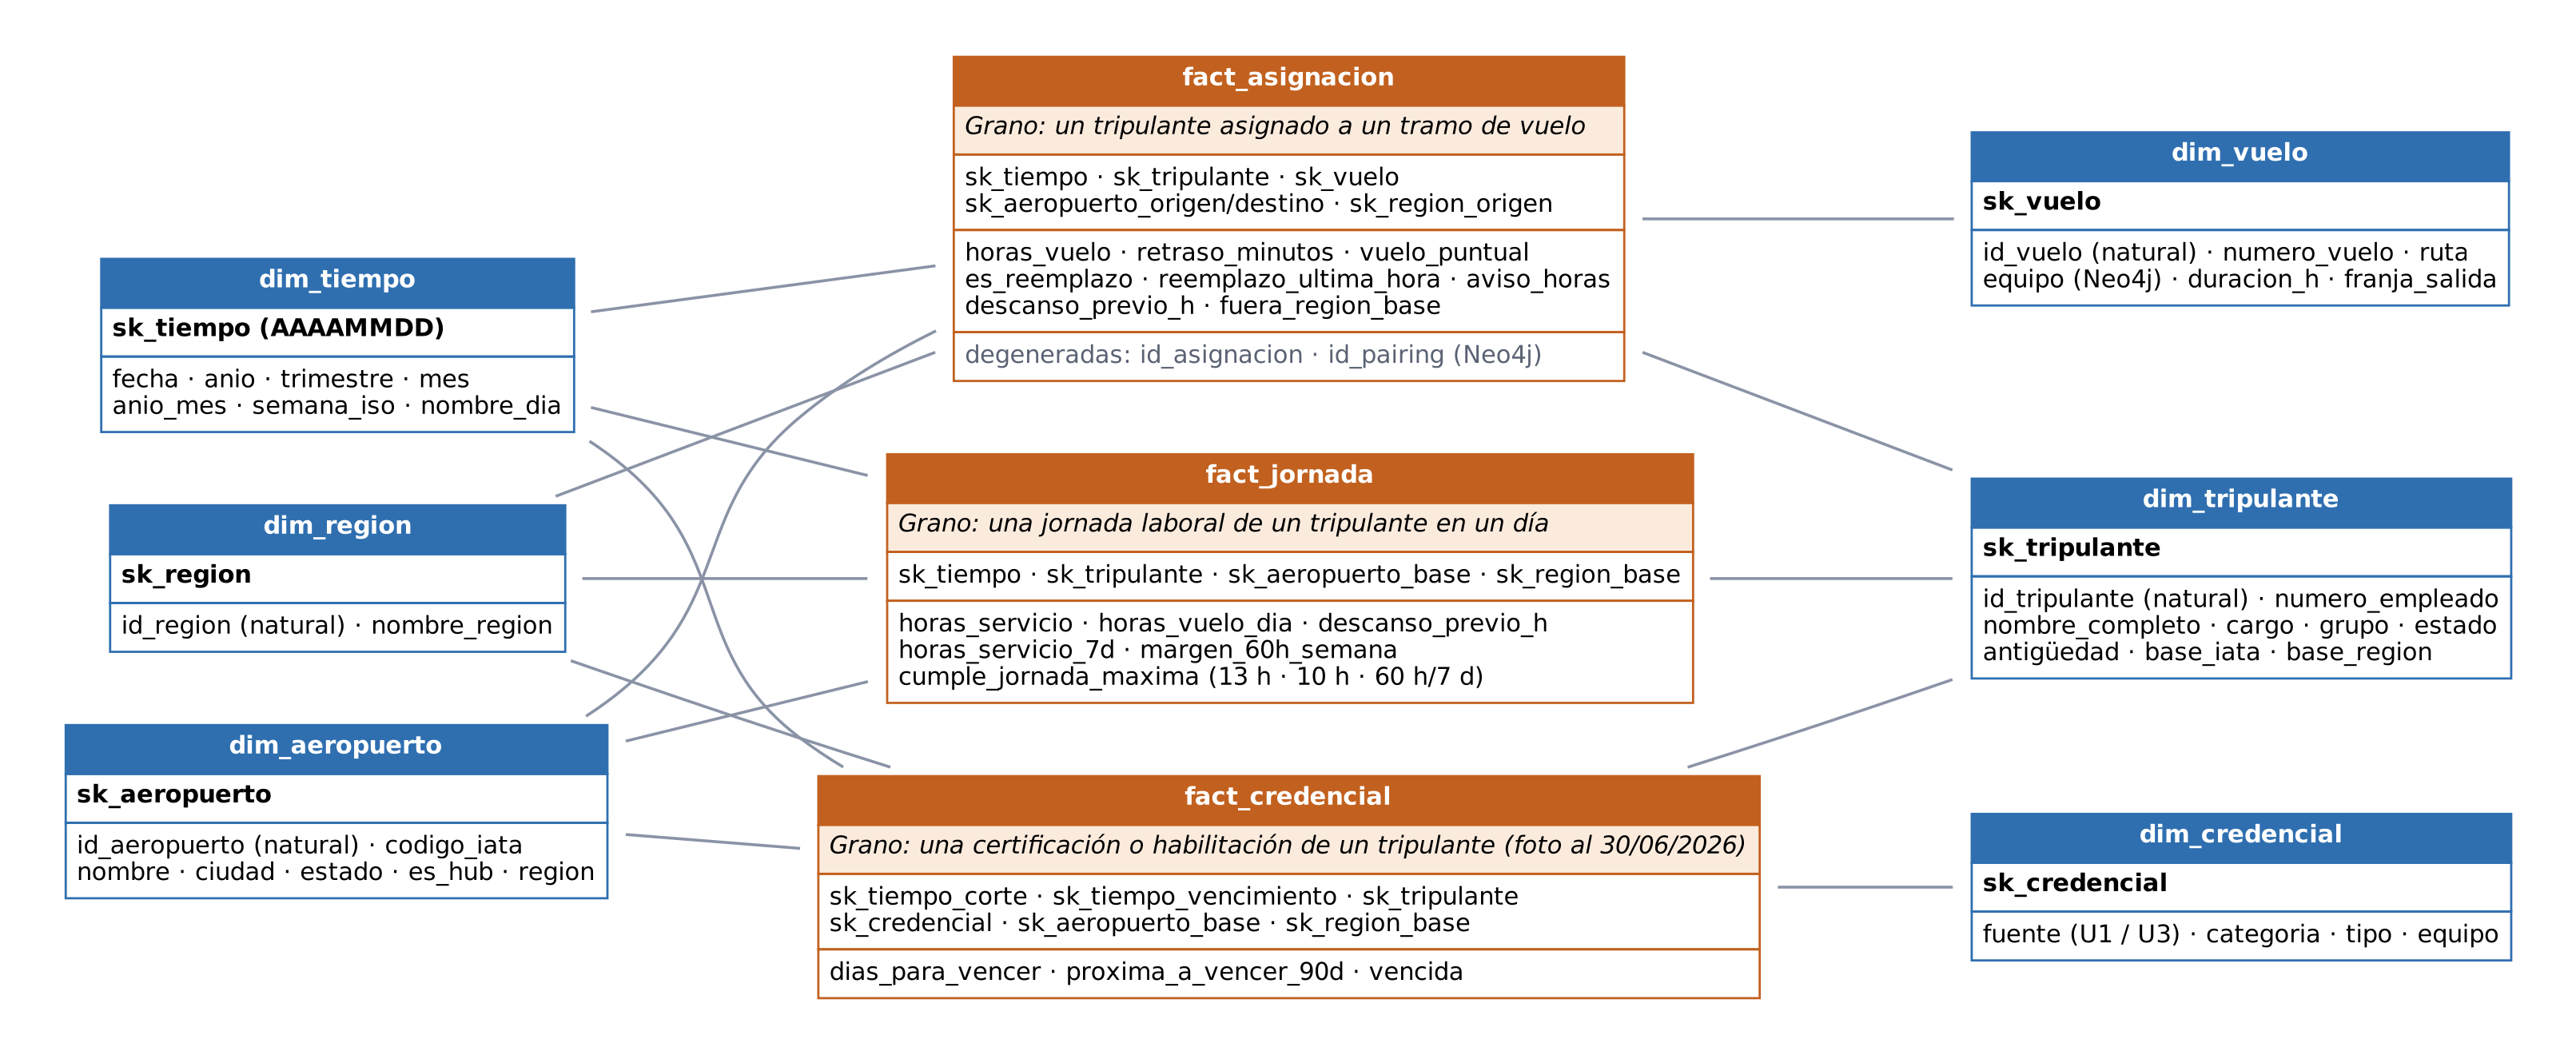 fact_asignacion
Grano: un tripulante asignado a un tramo de vuelo
sk_tiempo · sk_tripulante · sk_vuelo
sk_aeropuerto_origen/destino · sk_region_origen
horas_vuelo · retraso_minutos · vuelo_puntual
es_reemplazo · reemplazo_ultima_hora · aviso_horas
descanso_previo_h · fuera_region_base
degeneradas: id_asignacion · id_pairing (Neo4j)
dim_vuelo
sk_vuelo
id_vuelo (natural) · numero_vuelo · ruta
equipo (Neo4j) · duracion_h · franja_salida
dim_tiempo
sk_tiempo (AAAAMMDD)
fecha · anio · trimestre · mes
anio_mes · semana_iso · nombre_dia
fact_jornada
Grano: una jornada laboral de un tripulante en un día
sk_tiempo · sk_tripulante · sk_aeropuerto_base · sk_region_base
horas_servicio · horas_vuelo_dia · descanso_previo_h
horas_servicio_7d · margen_60h_semana
cumple_jornada_maxima (13 h · 10 h · 60 h/7 d)
dim_tripulante
sk_tripulante
id_tripulante (natural) · numero_empleado
nombre_completo · cargo · grupo · estado
antigüedad · base_iata · base_region
dim_region
sk_region
id_region (natural) · nombre_region
dim_aeropuerto
sk_aeropuerto
id_aeropuerto (natural) · codigo_iata
nombre · ciudad · estado · es_hub · region
fact_credencial
Grano: una certificación o habilitación de un tripulante (foto al 30/06/2026)
sk_tiempo_corte · sk_tiempo_vencimiento · sk_tripulante
sk_credencial · sk_aeropuerto_base · sk_region_base
dias_para_vencer · proxima_a_vencer_90d · vencida
dim_credencial
sk_credencial
fuente (U1 / U3) · categoria · tipo · equipo